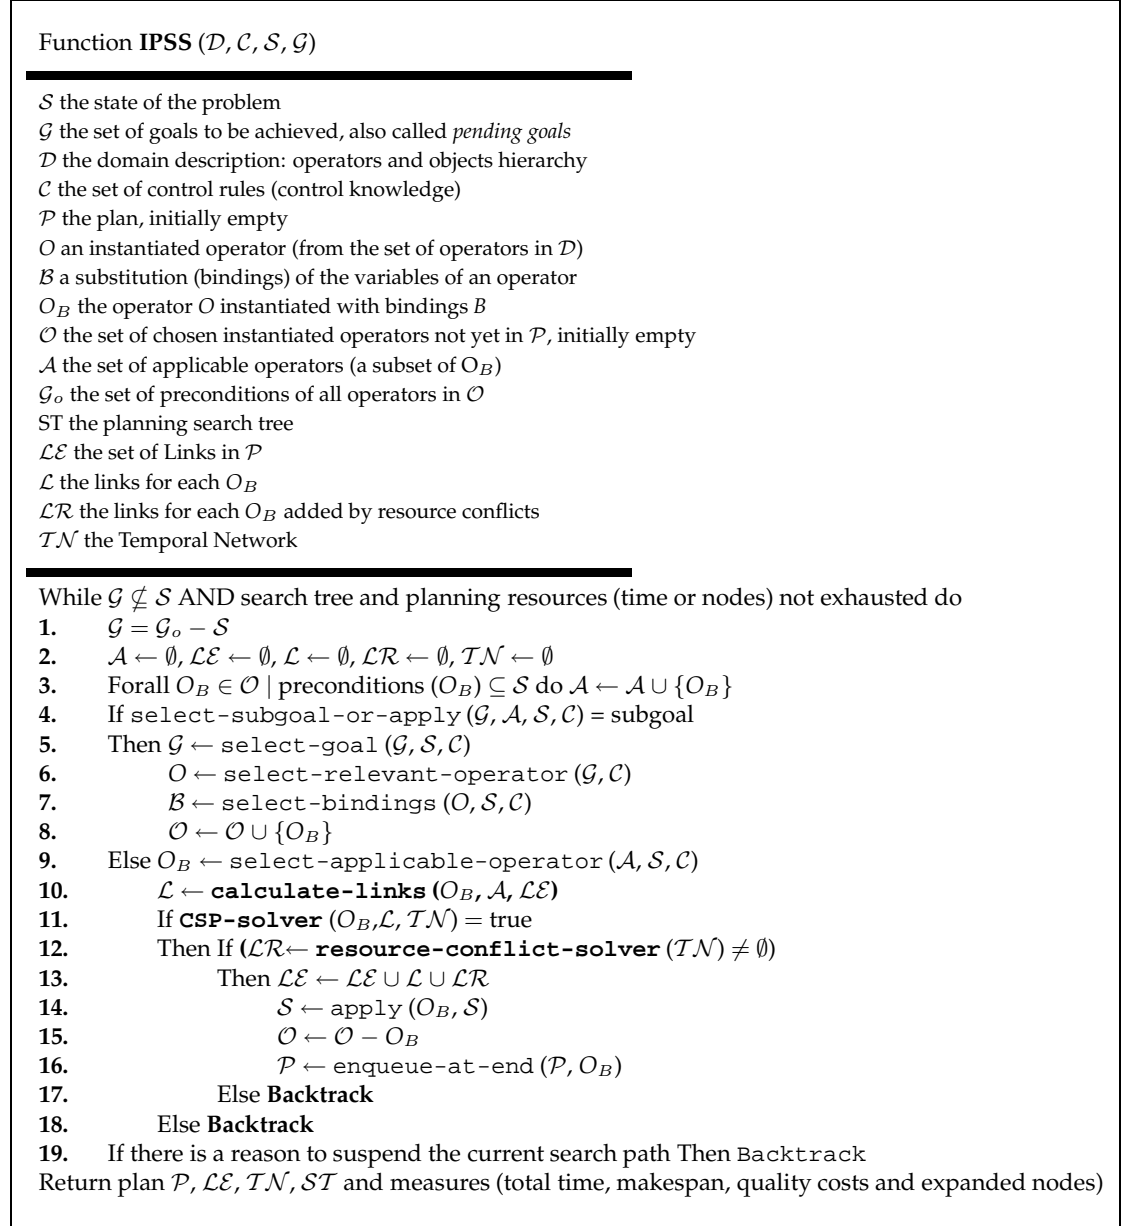 Function IPSS (𝒟, 𝒞, 𝒮, 𝒢)
𝒮 the state of the problem
𝒢 the set of goals to be achieved, also called pending goals
𝒟 the domain description: operators and objects hierarchy
𝒞 the set of control rules (control knowledge)
𝒫 the plan, initially empty
O an instantiated operator (from the set of operators in 𝒟)
ℬ a substitution (bindings) of the variables of an operator
O_B the operator O instantiated with bindings B
𝒪 the set of chosen instantiated operators not yet in 𝒫, initially empty
𝒜 the set of applicable operators (a subset of O_B)
𝒢_o the set of preconditions of all operators in 𝒪
ST the planning search tree
ℒℰ the set of Links in 𝒫
ℒ the links for each O_B
ℒℛ the links for each O_B added by resource conflicts
𝒯𝒩 the Temporal Network
While 𝒢 ⊈ 𝒮 AND search tree and planning resources (time or nodes) not exhausted do
1. 𝒢 = 𝒢_o − 𝒮
2. 𝒜 ← ∅, ℒℰ ← ∅, ℒ ← ∅, ℒℛ ← ∅, 𝒯𝒩 ← ∅
3. Forall O_B ∈ 𝒪 | preconditions (O_B) ⊆ 𝒮 do 𝒜 ← 𝒜 ∪ {O_B}
4. If select-subgoal-or-apply (𝒢, 𝒜, 𝒮, 𝒞) = subgoal
5. Then 𝒢 ← select-goal (𝒢, 𝒮, 𝒞)
6. O ← select-relevant-operator (𝒢, 𝒞)
7. ℬ ← select-bindings (O, 𝒮, 𝒞)
8. 𝒪 ← 𝒪 ∪ {O_B}
9. Else O_B ← select-applicable-operator (𝒜, 𝒮, 𝒞)
10. ℒ ← calculate-links (O_B, 𝒜, ℒℰ)
11. If CSP-solver (O_B,ℒ, 𝒯𝒩) = true
12. Then If (ℒℛ← resource-conflict-solver (𝒯𝒩) ≠ ∅)
13. Then ℒℰ ← ℒℰ ∪ ℒ ∪ ℒℛ
14. 𝒮 ← apply (O_B, 𝒮)
15. 𝒪 ← 𝒪 − O_B
16. 𝒫 ← enqueue-at-end (𝒫, O_B)
17. Else Backtrack
18. Else Backtrack
19. If there is a reason to suspend the current search path Then Backtrack
Return plan 𝒫, ℒℰ, 𝒯𝒩, 𝒮𝒯 and measures (total time, makespan, quality costs and expanded nodes)